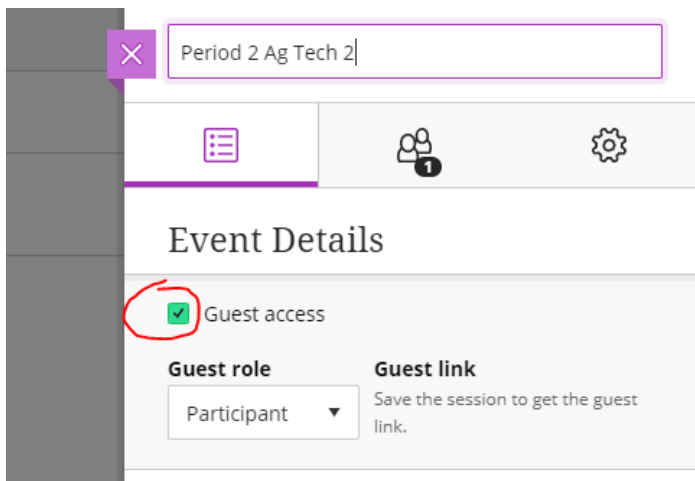 Period 2 Ag Tech 2
1
Event Details
Guest access
Guest role
Participant
Guest link
Save the session to get the guest
link.